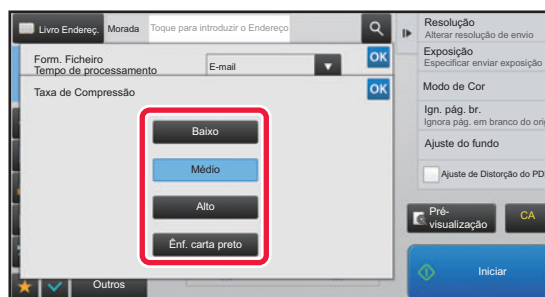 Livro Endereç.
Morada
Toque para introduzir o Endereço
Form. Ficheiro
Tempo de processamento
E-mail
OK
Taxa de Compressão
OK
Baixo
Médio
Alto
Ênf. carta preto
Outros
Resolução
Alterar resolução de envio
Exposição
Especificar enviar exposição
Modo de Cor
Ign. pág. br.
Ignora pág. em branco do ori
Ajuste do fundo
Ajuste de Distorção do PD
Pré-
visualização
CA
Iniciar